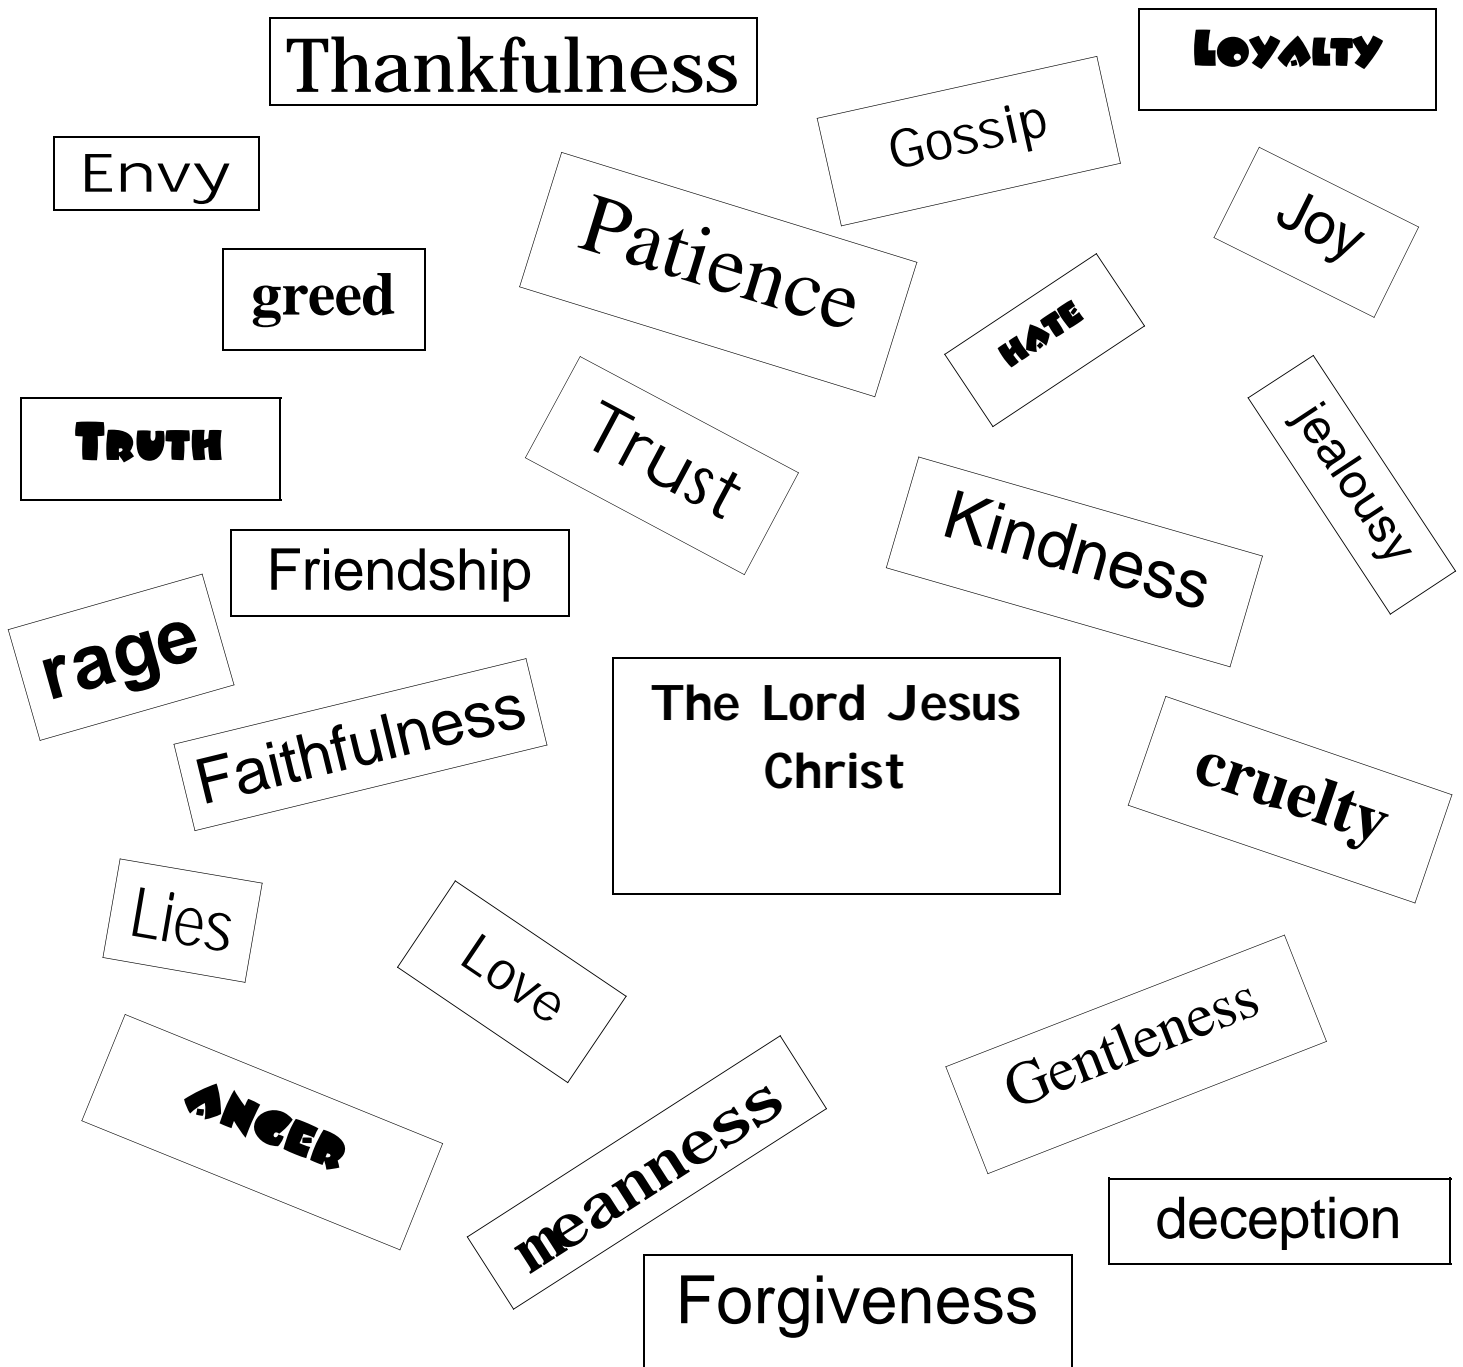 Thankfulness
LOYALTY
Gossip
Envy
Joy
Patience
greed
HATE
TRUTH
Trust
jealousy
Kindness
Friendship
rage
Faithfulness
The Lord Jesus
Christ
cruelty
Lies
Love
Gentleness
ANGER
meanness
deception
Forgiveness